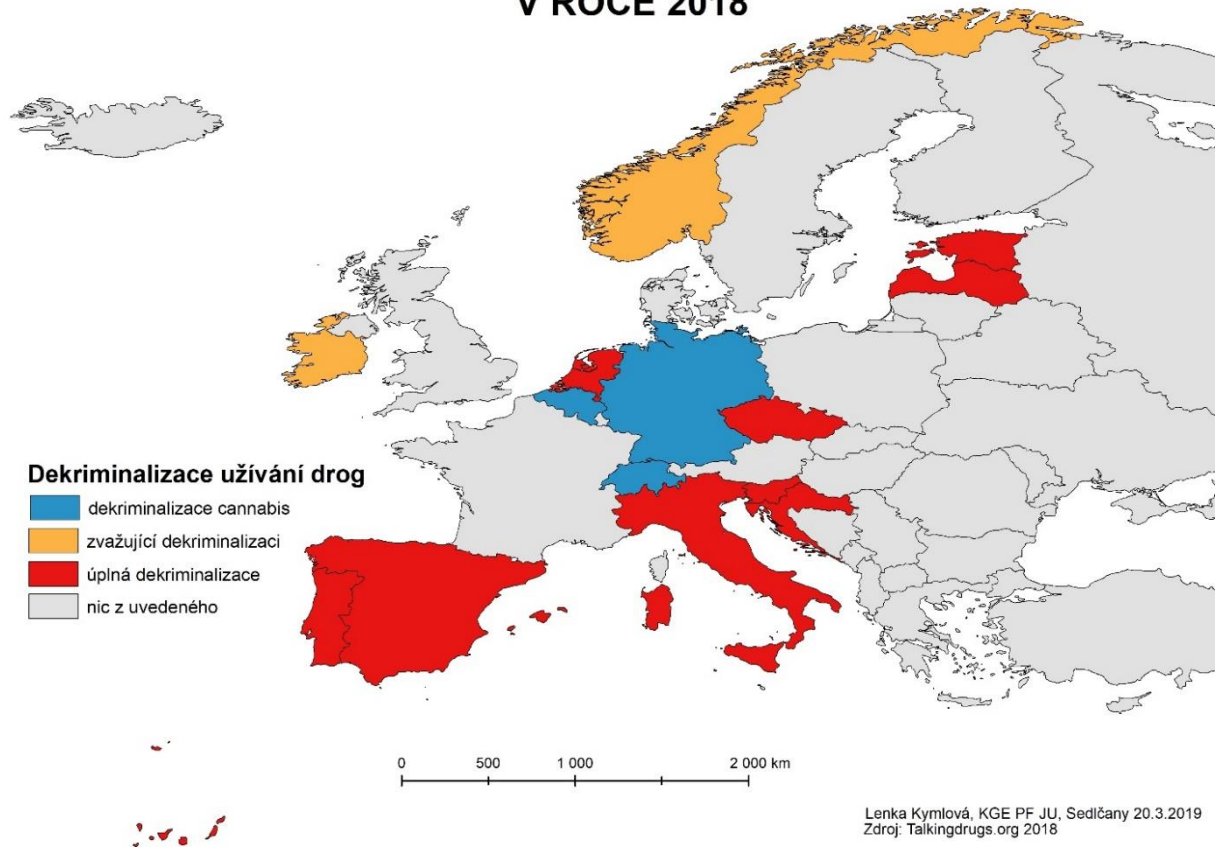 V ROCE 2018
Dekriminalizace užívání drog
dekriminalizace cannabis
zvažující dekriminalizaci
úplná dekriminalizace
nic z uvedeného
0 500 1 000 2 000 km
Lenka Kymlová, KGE PF JU, Sedlčany 20.3.2019
Zdroj: Talkingdrugs.org 2018